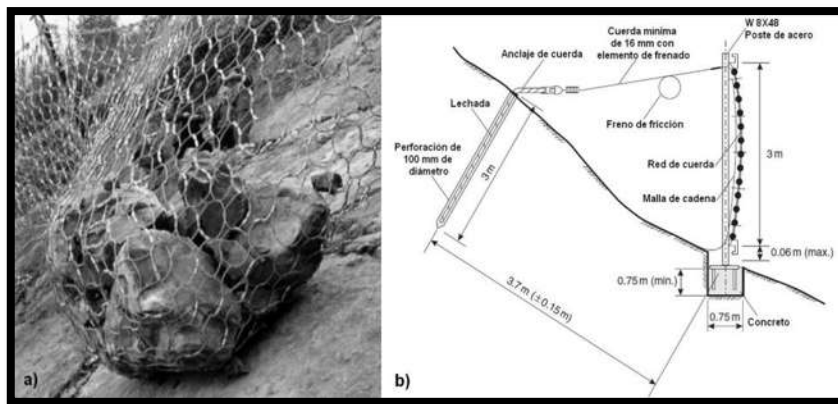 a)
W 8X48
Poste de acero
Cuerda mínima
de 16 mm con
elemento de frenado
Anclaje de cuerda
Lechada
Freno de fricción
Perforación de
100 mm de
diámetro
3m
Red de cuerda
Malla de cadena
3m
0.06 m (max.)
0.75 m (min.)
3.7 m (±0.15 m)
0.75 m
Concreto
b)